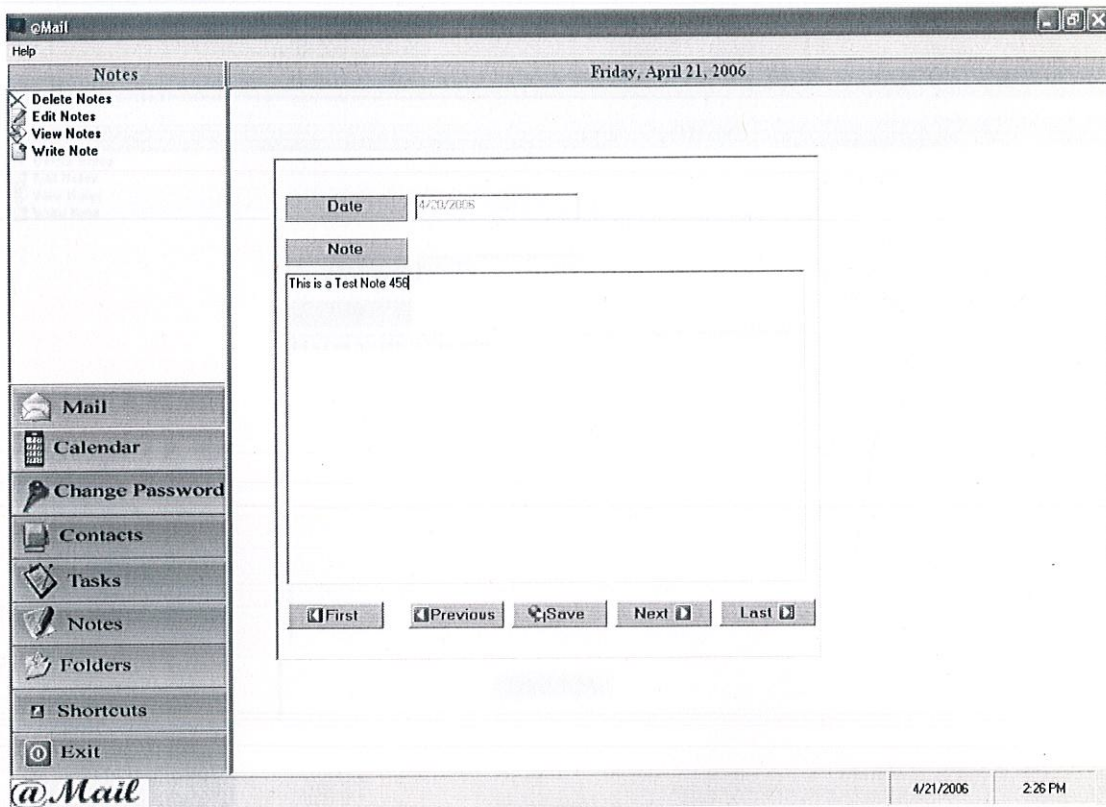 @Mail
Help
Notes
Friday, April 21, 2006
Delete Notes
Edit Notes
View Notes
Write Note
Date
4/20/2006
Note
This is a Test Note 456
First
Previous
Save
Next
Last
Mail
Calendar
Change Password
Contacts
Tasks
Notes
Folders
Shortcuts
Exit
@Mail
4/21/2006
2:26 PM